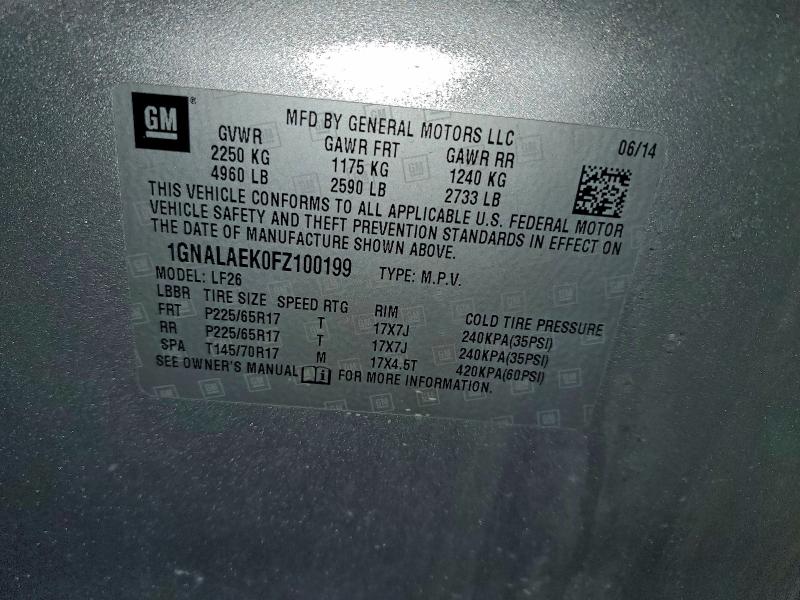 GM ® MFD BY GENERAL MOTORS LLC 06/14
GVWR GAWR FRT GAWR RR
2250 KG 1175 KG 1240 KG
4960 LB 2590 LB 2733 LB
THIS VEHICLE CONFORMS TO ALL APPLICABLE U.S. FEDERAL MOTOR
VEHICLE SAFETY AND THEFT PREVENTION STANDARDS IN EFFECT ON
THE DATE OF MANUFACTURE SHOWN ABOVE.
1GNALAEK0FZ100199 TYPE: M.P.V.
MODEL: LF26
LBBR TIRE SIZE SPEED RTG RIM COLD TIRE PRESSURE
FRT P225/65R17 T 17X7J 240KPA(35PSI)
RR P225/65R17 T 17X7J 240KPA(35PSI)
SPA T145/70R17 M 17X4.5T 420KPA(60PSI)
SEE OWNER'S MANUAL FOR MORE INFORMATION.